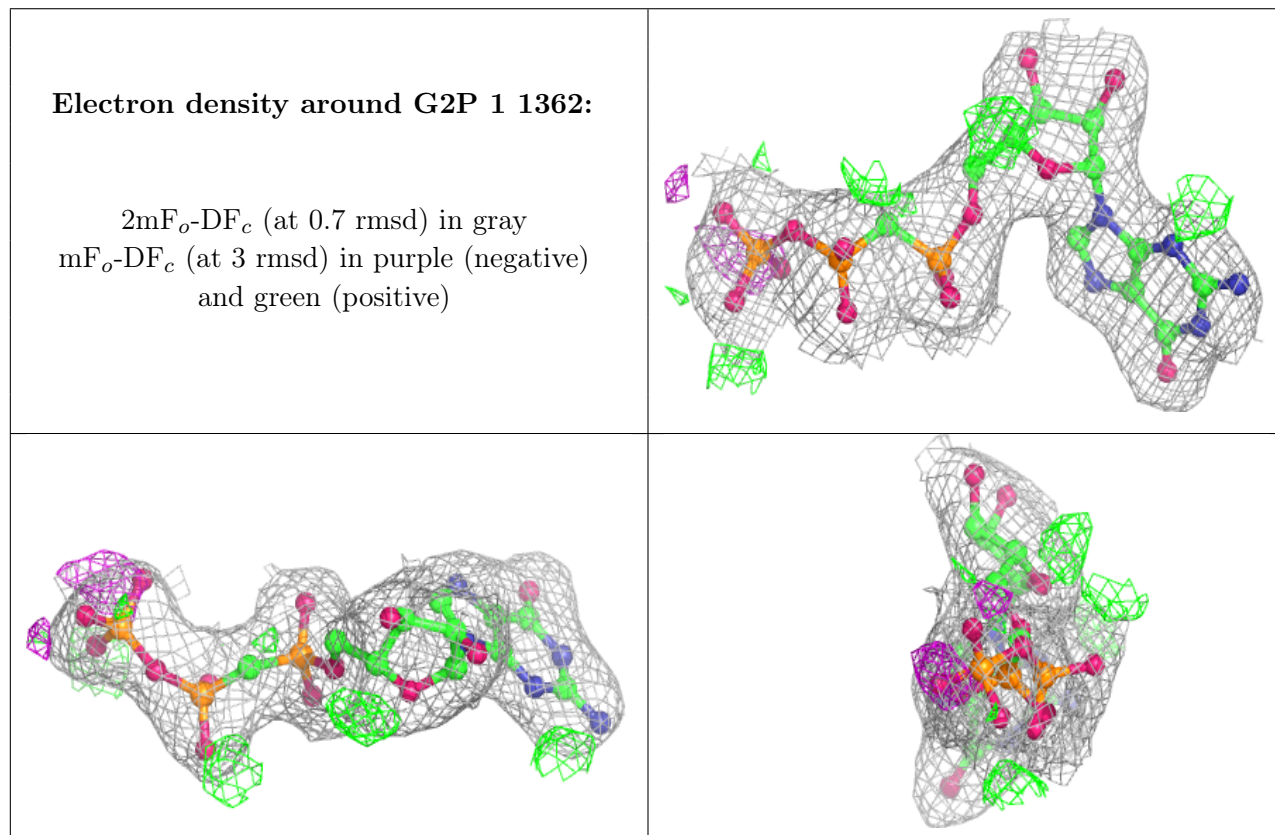 Electron density around G2P 1 1362:
2mFo-DFc (at 0.7 rmsd) in gray
mFo-DFc (at 3 rmsd) in purple (negative)
and green (positive)